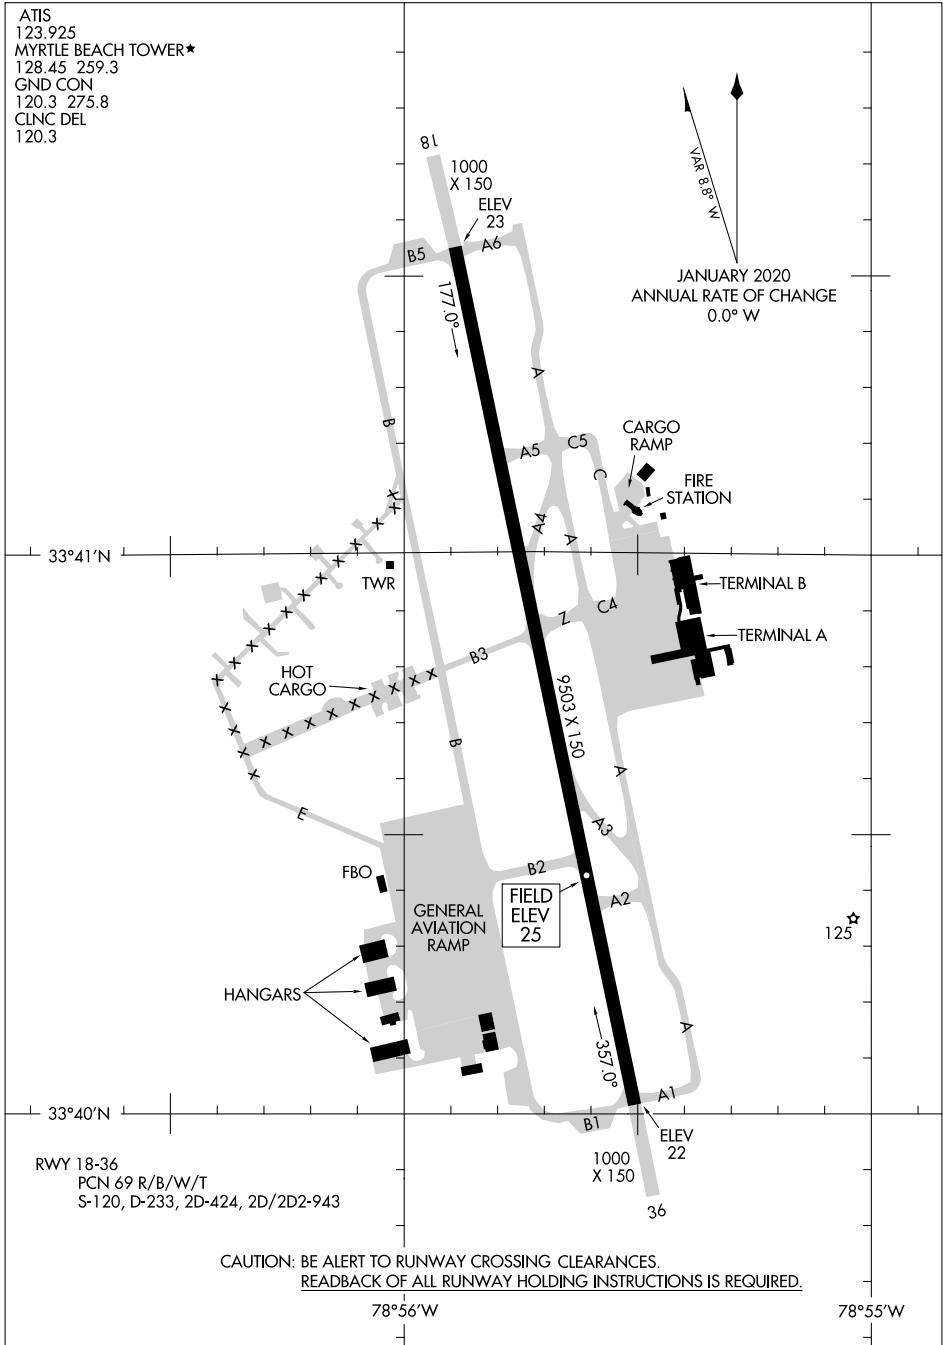 ATIS
123.925
MYRTLE BEACH TOWER★
128.45 259.3
GND CON
120.3 275.8
CLNC DEL
120.3
18
1000
X 150
ELEV
23
VAR 8.8° W
JANUARY 2020
ANNUAL RATE OF CHANGE
0.0° W
B5
A6
177.0°
A
B
A5
C5
C
CARGO
RAMP
FIRE
STATION
A4
A
33°41'N
TWR
TERMINAL B
C4
Z
TERMINAL A
B3
HOT
CARGO
X X X X X X X X X X X X X X X X X X X X X X X X X X
9503 X 150
B
A
E
A3
B2
FBO
FIELD
ELEV
25
A2
GENERAL
AVIATION
RAMP
125
HANGARS
A
357.0°
A1
33°40'N
B1
ELEV
22
1000
X 150
36
RWY 18-36
PCN 69 R/B/W/T
S-120, D-233, 2D-424, 2D/2D2-943
CAUTION: BE ALERT TO RUNWAY CROSSING CLEARANCES.
READBACK OF ALL RUNWAY HOLDING INSTRUCTIONS IS REQUIRED.
78°56'W
78°55'W